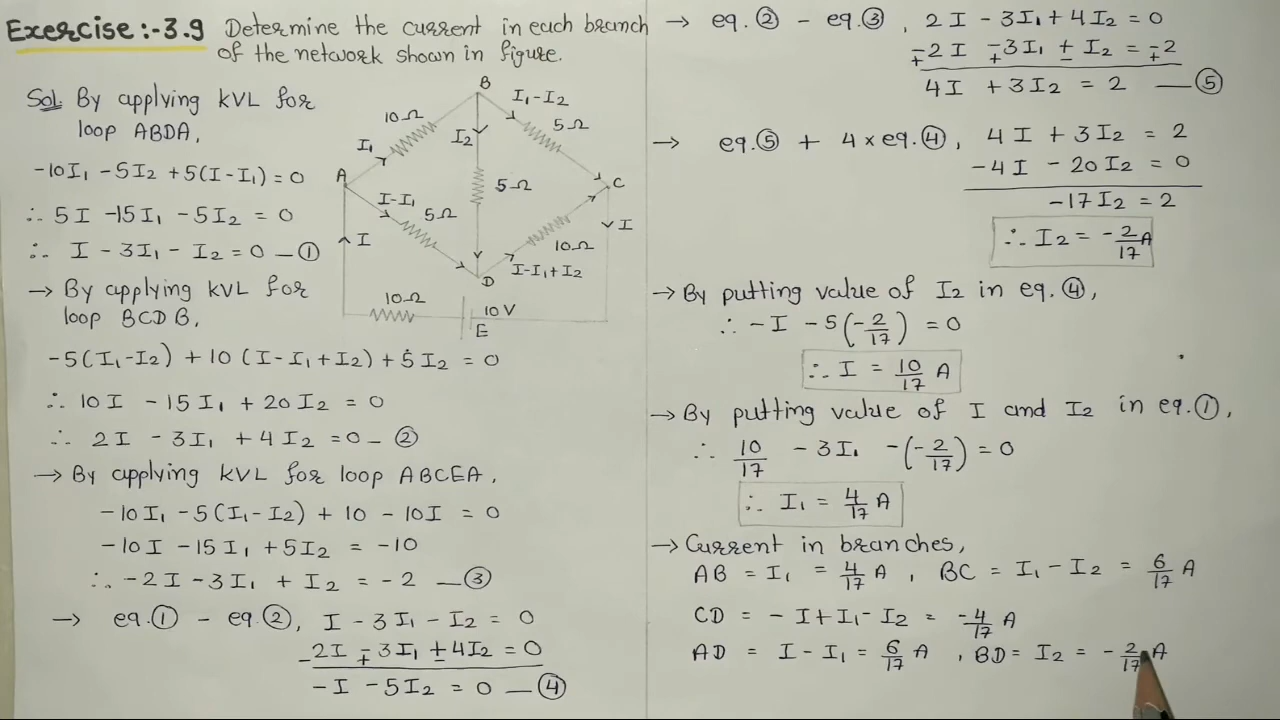 Exercise:-3.9 Determine the current in each branch
of the network shown in figure.
Sol. By applying KVL for
loop ABDA,
-10I₁ -5I₂ +5(I-I₁) = 0
∴ 5I -15I₁ -5I₂ = 0
∴ I - 3I₁ - I₂ = 0 — ①
→ By applying KVL for
loop BCDB,
-5(I₁-I₂) + 10 (I-I₁+I₂) + 5I₂ = 0
∴ 10I - 15I₁ + 20I₂ = 0
∴ 2I - 3I₁ + 4I₂ = 0 — ②
→ By applying KVL for loop ABCEA,
-10I₁ -5(I₁-I₂) + 10 - 10I = 0
-10I -15I₁ +5I₂ = -10
∴ -2I -3I₁ + I₂ = -2 — ③
→ eq.① - eq.②, I - 3I₁ - I₂ = 0
-2I -+ 3I₁ +- 4I₂ = 0
-I -5I₂ = 0 — ④
B
I₁-I₂
10Ω
5Ω
I₁
I₂
A
5Ω
C
I-I₁
5Ω
I
I
10Ω
D
I-I₁+I₂
10Ω
10V
E
→ eq.② - eq.③, 2I - 3I₁ + 4I₂ = 0
-+2I -+3I₁ +- I₂ = -+2
4I + 3I₂ = 2 — ⑤
→ eq.⑤ + 4 × eq.④, 4I + 3I₂ = 2
-4I - 20I₂ = 0
-17I₂ = 2
∴ I₂ = -2/17 A
→ By putting value of I₂ in eq.④,
∴ -I -5(-2/17) = 0
∴ I = 10/17 A
→ By putting value of I and I₂ in eq.①,
∴ 10/17 - 3I₁ -(-2/17) = 0
∴ I₁ = 4/17 A
→ Current in branches,
AB = I₁ = 4/17 A , BC = I₁ - I₂ = 6/17 A
CD = - I + I₁ - I₂ = -4/17 A
AD = I - I₁ = 6/17 A , BD = I₂ = -2/17 A